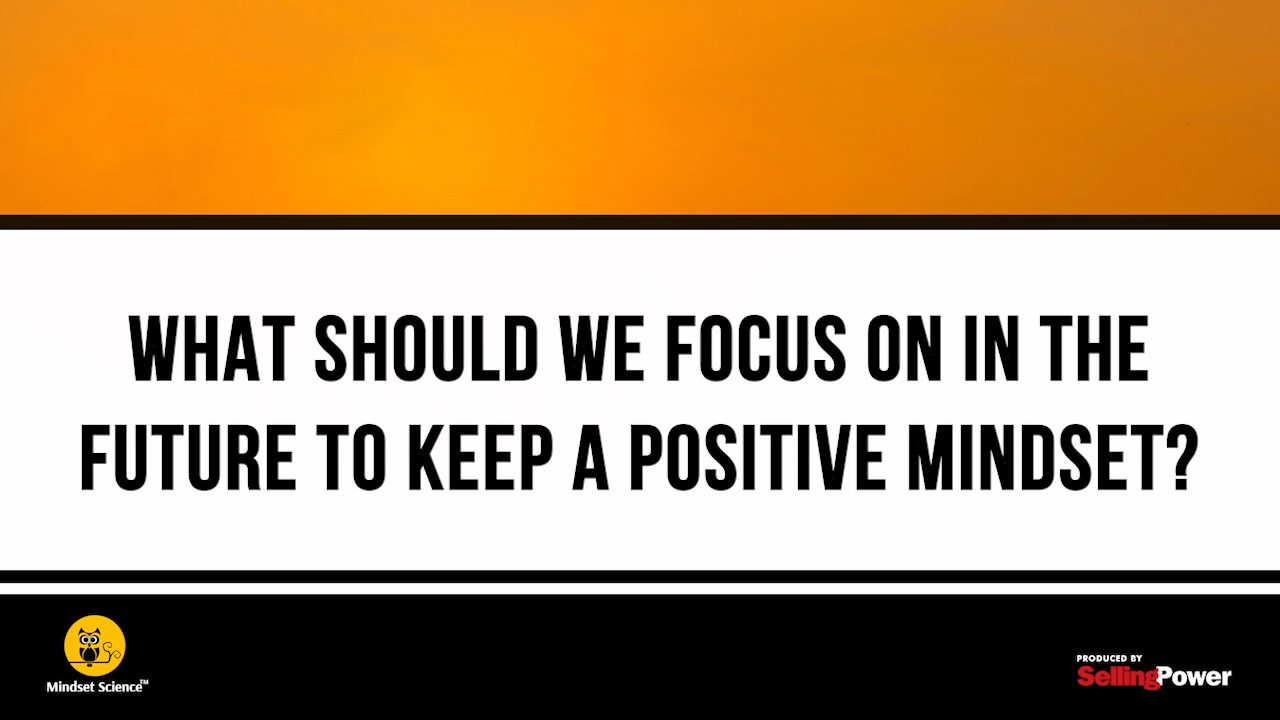 WHAT SHOULD WE FOCUS ON IN THE
FUTURE TO KEEP A POSITIVE MINDSET?
Mindset Science™
PRODUCED BY
SellingPower